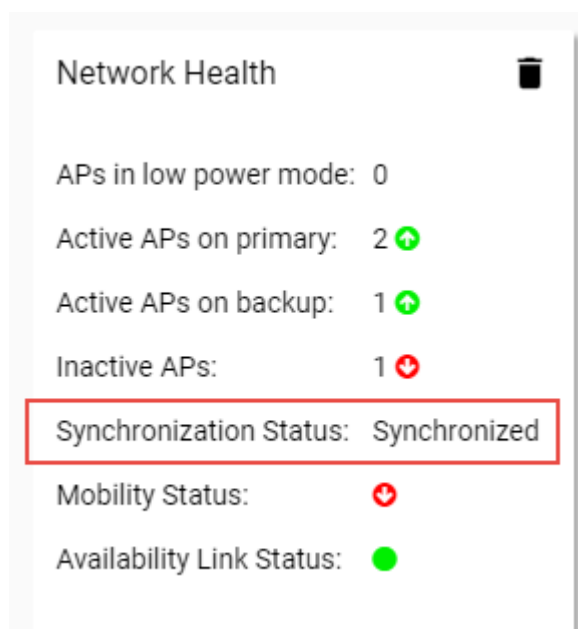 Network Health
APs in low power mode: 0
Active APs on primary: 2
Active APs on backup: 1
Inactive APs: 1
Synchronization Status: Synchronized
Mobility Status:
Availability Link Status: